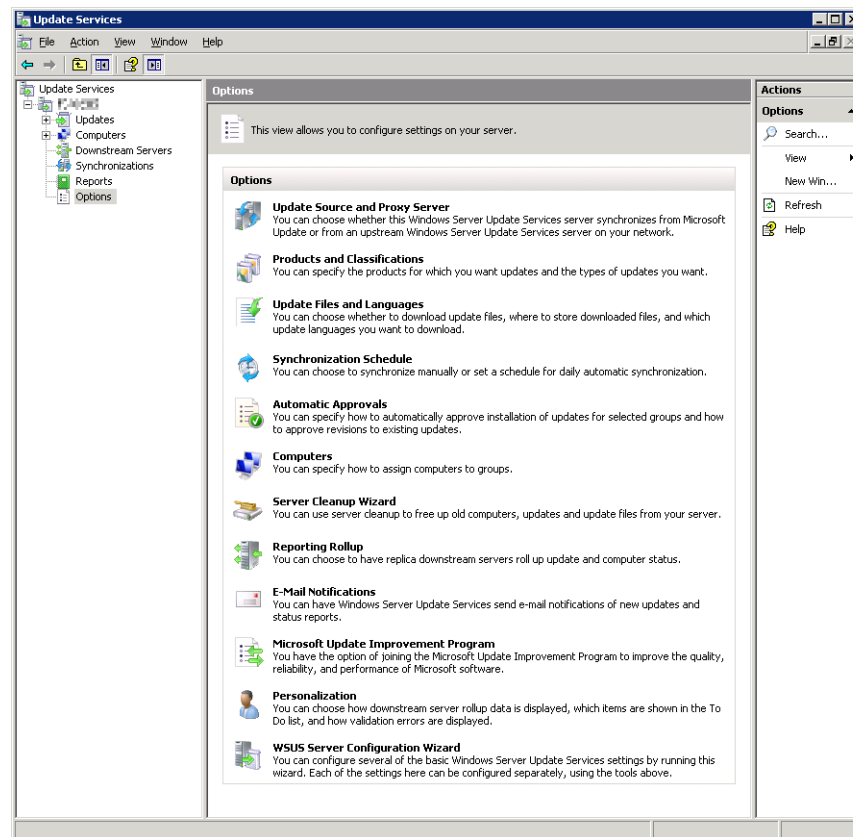 Update Services
File Action View Window Help
Update Services
Updates
Computers
Downstream Servers
Synchronizations
Reports
Options
Options
This view allows you to configure settings on your server.
Options
Update Source and Proxy Server
You can choose whether this Windows Server Update Services server synchronizes from Microsoft
Update or from an upstream Windows Server Update Services server on your network.
Products and Classifications
You can specify the products for which you want updates and the types of updates you want.
Update Files and Languages
You can choose whether to download update files, where to store downloaded files, and which
update languages you want to download.
Synchronization Schedule
You can choose to synchronize manually or set a schedule for daily automatic synchronization.
Automatic Approvals
You can specify how to automatically approve installation of updates for selected groups and how
to approve revisions to existing updates.
Computers
You can specify how to assign computers to groups.
Server Cleanup Wizard
You can use server cleanup to free up old computers, updates and update files from your server.
Reporting Rollup
You can choose to have replica downstream servers roll up update and computer status.
E-Mail Notifications
You can have Windows Server Update Services send e-mail notifications of new updates and
status reports.
Microsoft Update Improvement Program
You have the option of joining the Microsoft Update Improvement Program to improve the quality,
reliability, and performance of Microsoft software.
Personalization
You can choose how downstream server rollup data is displayed, which items are shown in the To
Do list, and how validation errors are displayed.
WSUS Server Configuration Wizard
You can configure several of the basic Windows Server Update Services settings by running this
wizard. Each of the settings here can be configured separately, using the tools above.
Actions
Options
Search...
View
New Win...
Refresh
Help